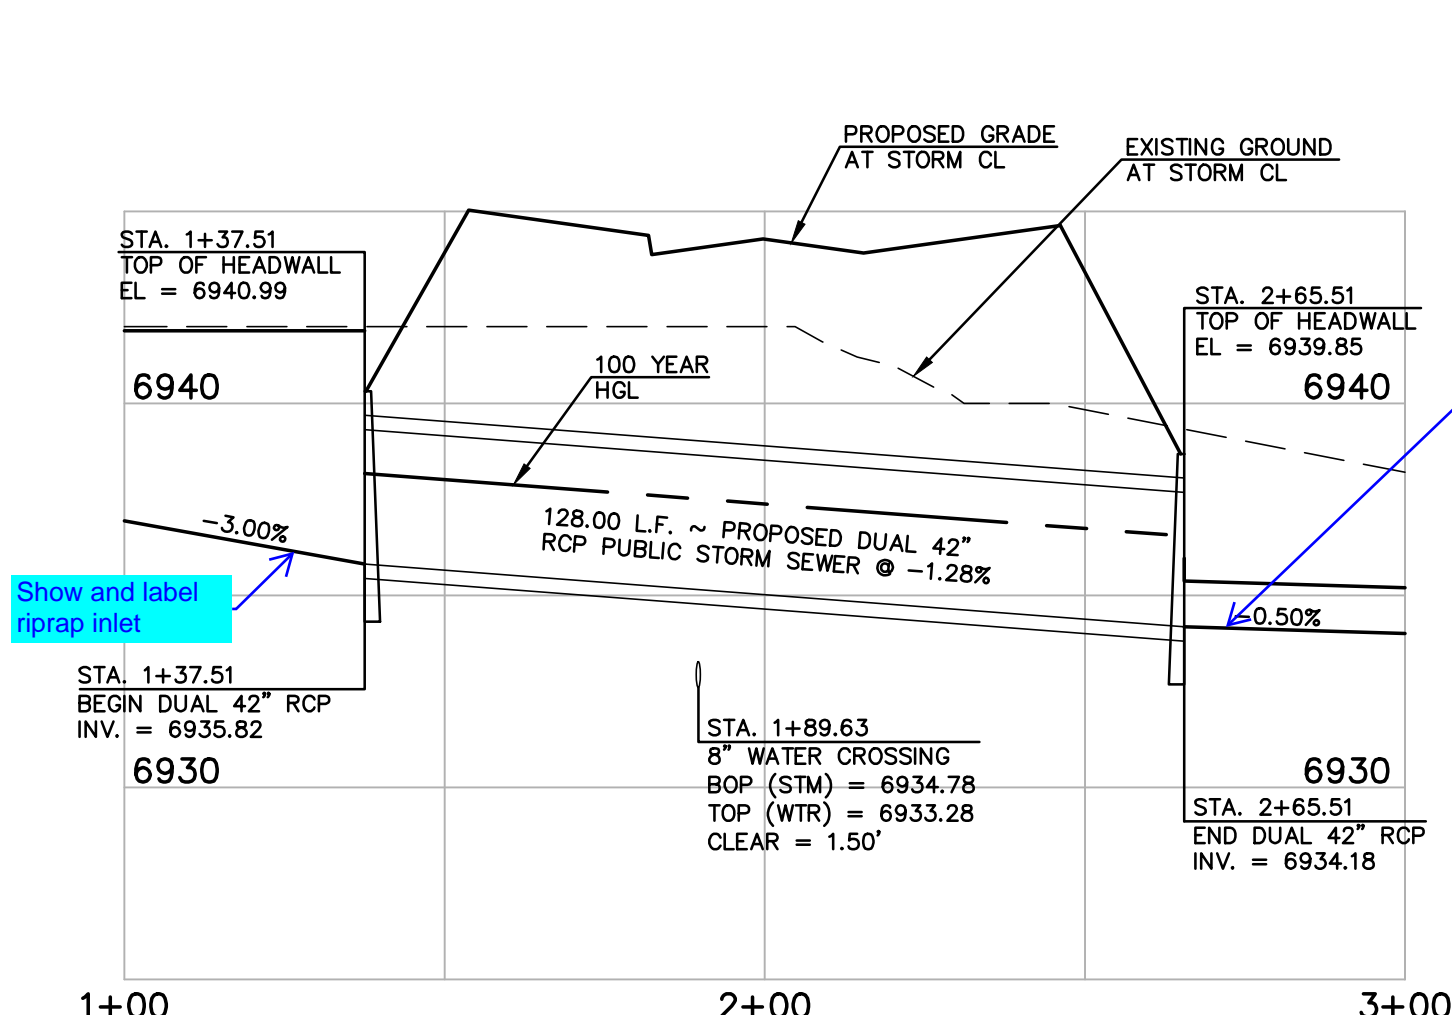 PROPOSED GRADE
AT STORM CL
EXISTING GROUND
AT STORM CL
STA. 1+37.51
TOP OF HEADWALL
EL = 6940.99
STA. 2+65.51
TOP OF HEADWALL
EL = 6939.85
100 YEAR
HGL
6940
6940
128.00 L.F. ~ PROPOSED DUAL 42"
RCP PUBLIC STORM SEWER @ -1.28%
-3.00%
Show and label
riprap inlet
-0.50%
STA. 1+37.51
BEGIN DUAL 42" RCP
INV. = 6935.82
STA. 1+89.63
8" WATER CROSSING
BOP (STM) = 6934.78
TOP (WTR) = 6933.28
CLEAR = 1.50'
6930
6930
STA. 2+65.51
END DUAL 42" RCP
INV. = 6934.18
1+00
2+00
3+00